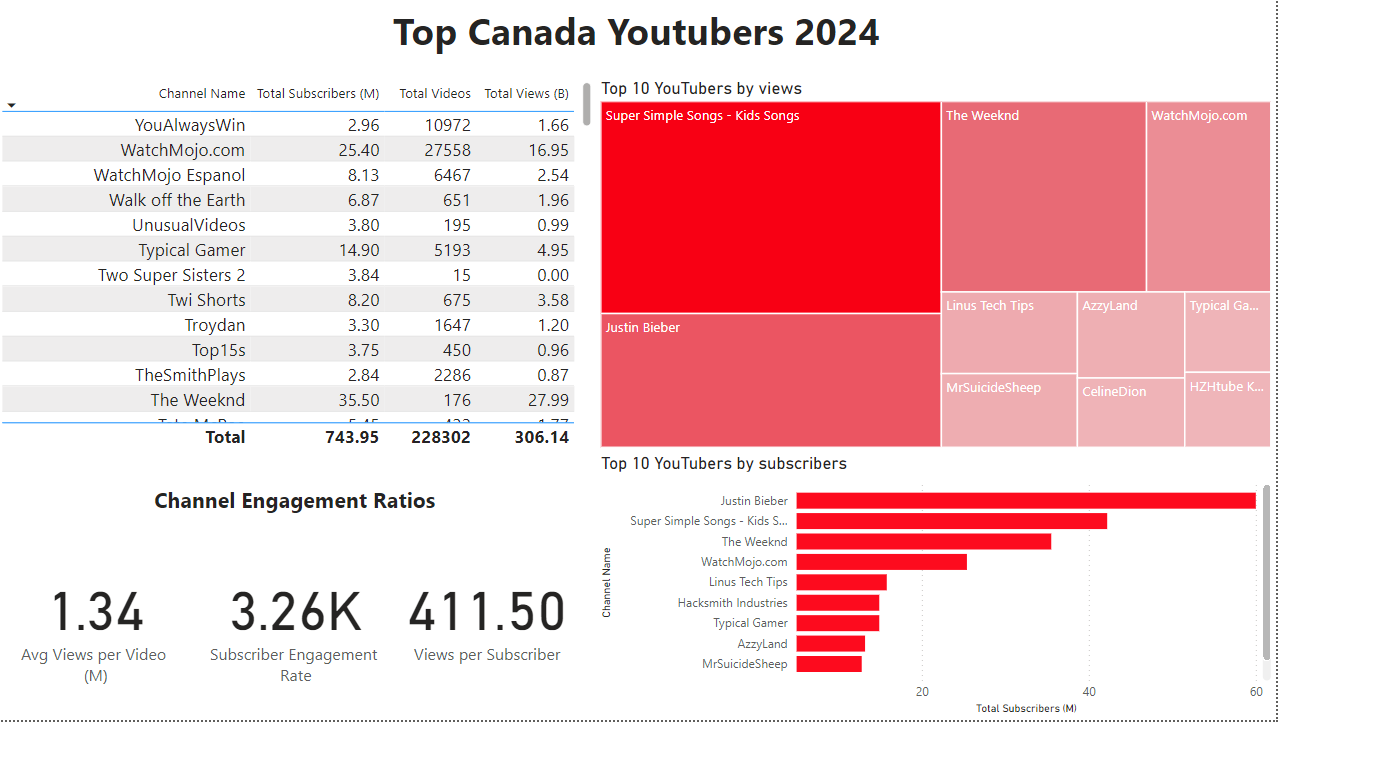 Top Canada Youtubers 2024
Channel Name Total Subscribers (M) Total Videos Total Views (B)
YouAlwaysWin 2.96 10972 1.66
WatchMojo.com 25.40 27558 16.95
WatchMojo Espanol 8.13 6467 2.54
Walk off the Earth 6.87 651 1.96
UnusualVideos 3.80 195 0.99
Typical Gamer 14.90 5193 4.95
Two Super Sisters 2 3.84 15 0.00
Twi Shorts 8.20 675 3.58
Troydan 3.30 1647 1.20
Top15s 3.75 450 0.96
TheSmithPlays 2.84 2286 0.87
The Weeknd 35.50 176 27.99
Total 743.95 228302 306.14
Channel Engagement Ratios
1.34
Avg Views per Video
(M)
3.26K
Subscriber Engagement
Rate
411.50
Views per Subscriber
Top 10 YouTubers by views
Super Simple Songs - Kids Songs
The Weeknd
WatchMojo.com
Justin Bieber
Linus Tech Tips
AzzyLand
Typical Ga...
MrSuicideSheep
CelineDion
HZHtube K...
Top 10 YouTubers by subscribers
Channel Name
Justin Bieber
Super Simple Songs - Kids S...
The Weeknd
WatchMojo.com
Linus Tech Tips
Hacksmith Industries
Typical Gamer
AzzyLand
MrSuicideSheep
20 40 60
Total Subscribers (M)